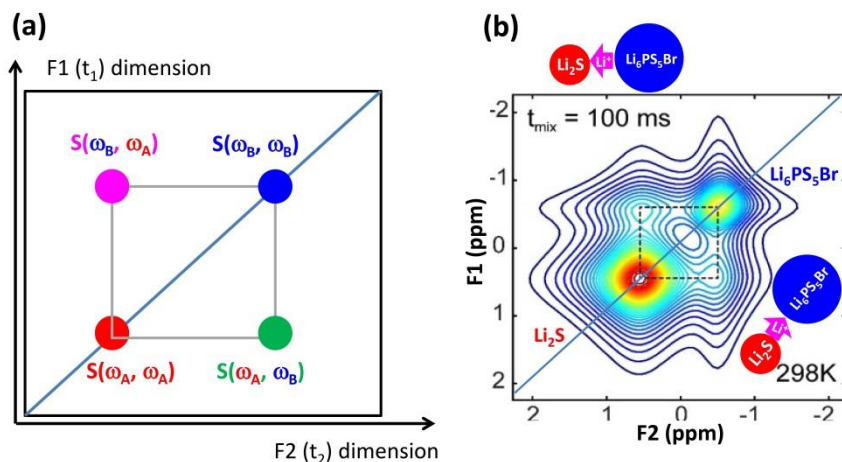 (a)
F1 (t1) dimension
S(ωB, ωA)
S(ωB, ωB)
S(ωA, ωA)
S(ωA, ωB)
F2 (t2) dimension
(b)
Li2S
Li+
Li6PS5Br
tmix = 100 ms
Li6PS5Br
Li2S
Li6PS5Br
Li+
Li2S
298K
F1 (ppm)
-2
-1
0
1
2
2
1
0
-1
-2
F2 (ppm)